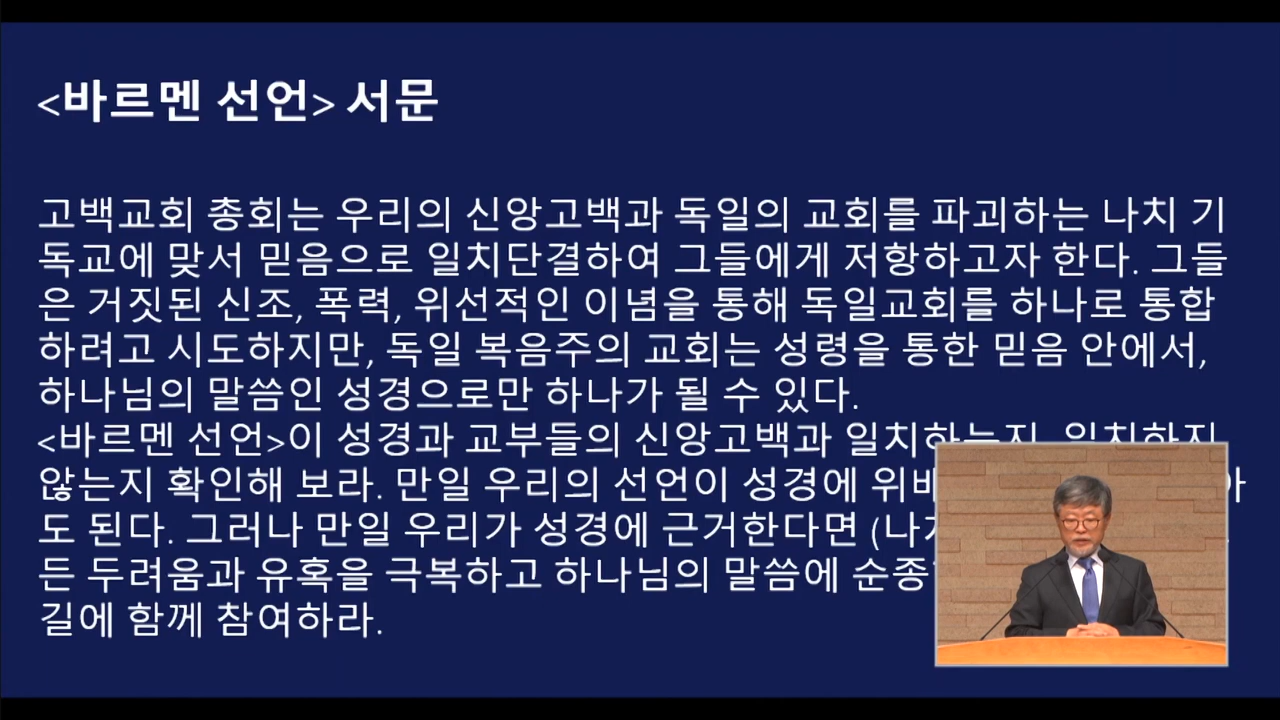 <바르멘 선언> 서문
고백교회 총회는 우리의 신앙고백과 독일의 교회를 파괴하는 나치 기
독교에 맞서 믿음으로 일치단결하여 그들에게 저항하고자 한다. 그들
은 거짓된 신조, 폭력, 위선적인 이념을 통해 독일교회를 하나로 통합
하려고 시도하지만, 독일 복음주의 교회는 성령을 통한 믿음 안에서,
하나님의 말씀인 성경으로만 하나가 될 수 있다.
<바르멘 선언>이 성경과 교부들의 신앙고백과 일치하는지, 일치하지
않는지 확인해 보라. 만일 우리의 선언이 성경에
도 된다. 그러나 만일 우리가 성경에 근거한다면
든 두려움과 유혹을 극복하고 하나님의 말씀에
길에 함께 참여하라.